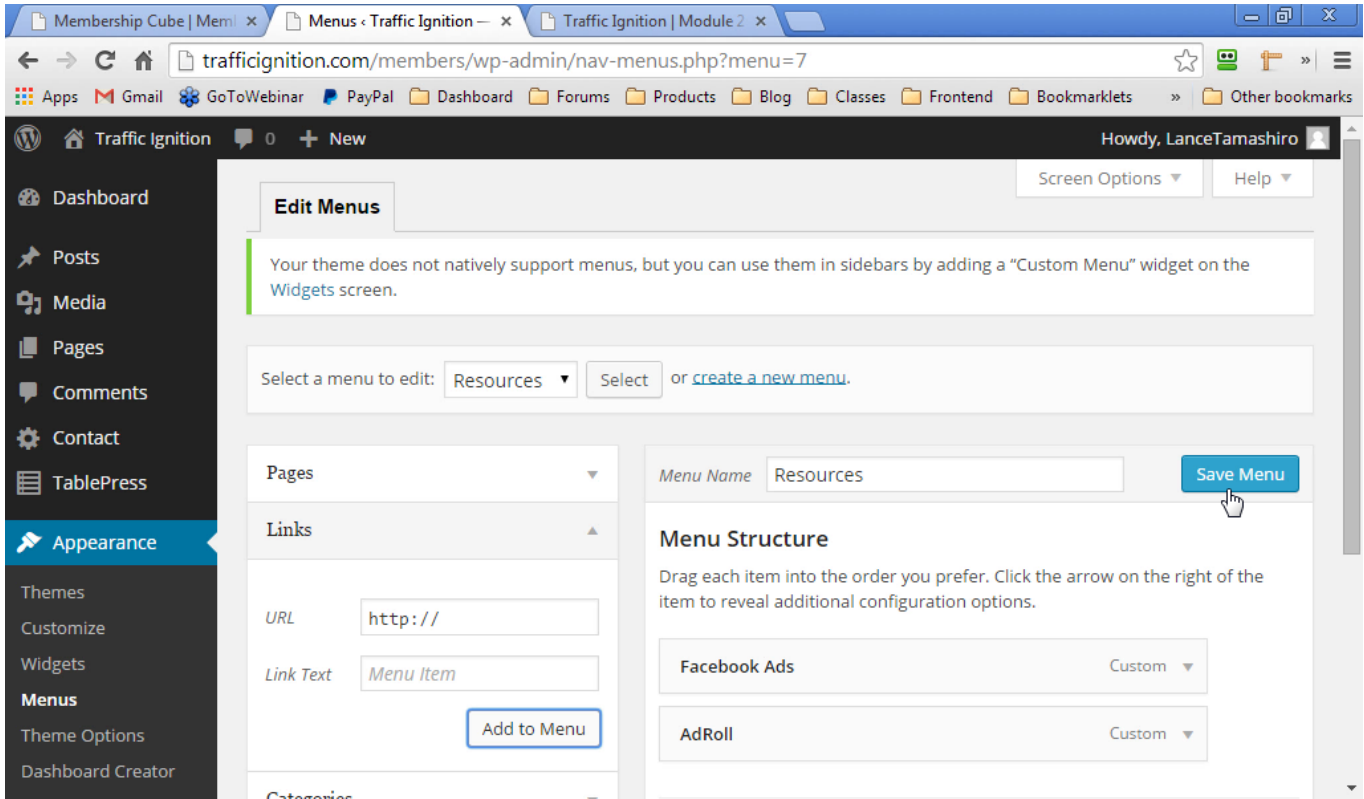 Membership Cube | Meml
Menus ‹ Traffic Ignition —
Traffic Ignition | Module 2
trafficignition.com/members/wp-admin/nav-menus.php?menu=7
Apps Gmail GoToWebinar PayPal Dashboard Forums Products Blog Classes Frontend Bookmarklets » Other bookmarks
Traffic Ignition 0 + New Howdy, LanceTamashiro
Screen Options Help
Dashboard
Posts
Media
Pages
Comments
Contact
TablePress
Appearance
Themes
Customize
Widgets
Menus
Theme Options
Dashboard Creator
Edit Menus
Your theme does not natively support menus, but you can use them in sidebars by adding a “Custom Menu” widget on the
Widgets screen.
Select a menu to edit: Resources Select or create a new menu.
Pages
Links
URL http://
Link Text Menu Item
Add to Menu
Categories
Menu Name Resources Save Menu
Menu Structure
Drag each item into the order you prefer. Click the arrow on the right of the
item to reveal additional configuration options.
Facebook Ads Custom
AdRoll Custom